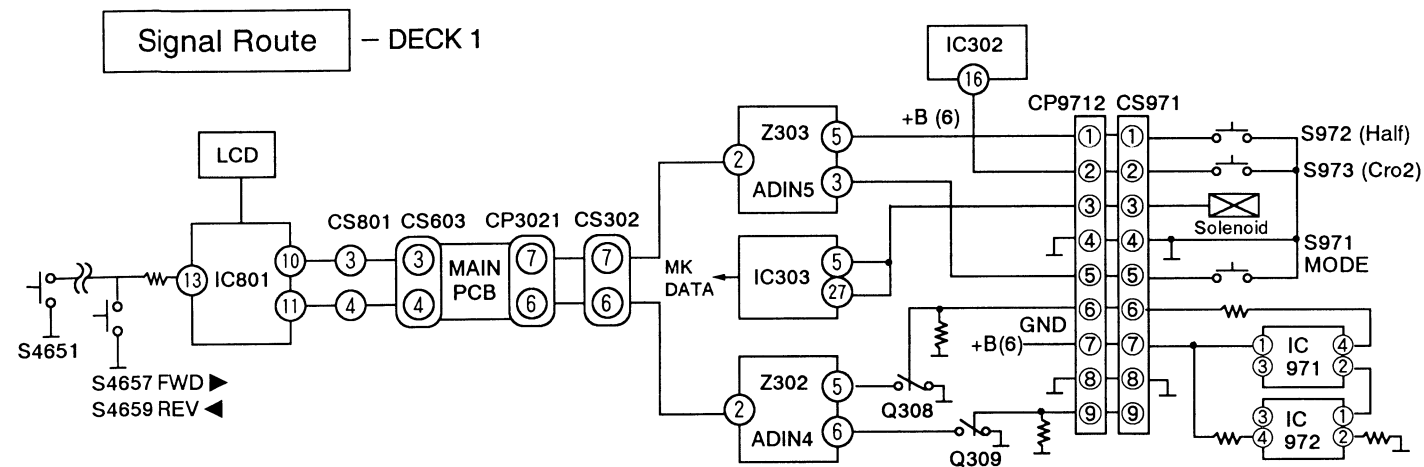 Signal Route – DECK 1
IC302
16
CP9712 CS971
+B (6)
Z303
5
2
ADIN5
3
1 1
S972 (Half)
2 2
S973 (Cro2)
3 3
Solenoid
4 4
S971
MODE
5 5
LCD
CS801 CS603 CP3021 CS302
13
IC801
10
11
3
4
3
4
MAIN
PCB
7
6
7
6
MK
DATA
IC303
5
27
S4651
S4657 FWD ▶
S4659 REV ◀
6 6
GND
+B(6)
7 7
8 8
9 9
Z302
5
2
ADIN4
6
Q308
Q309
1
3
IC
971
4
2
3
4
IC
972
1
2